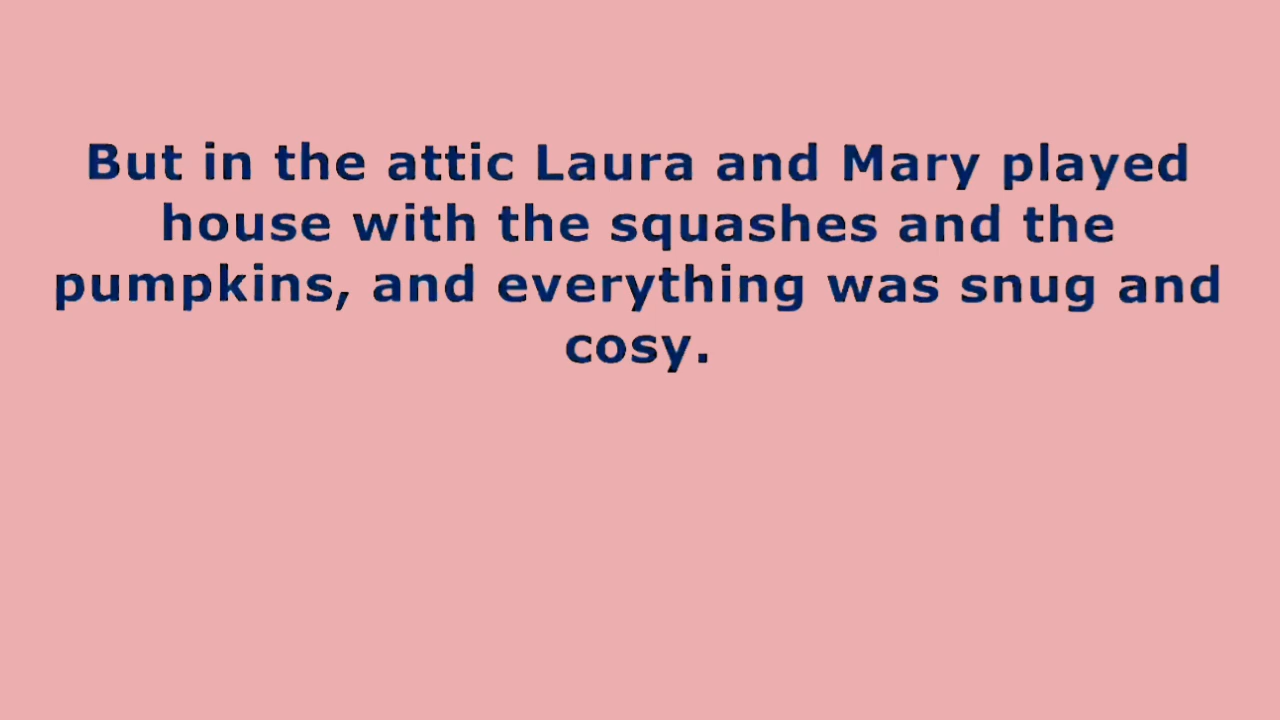 But in the attic Laura and Mary played
house with the squashes and the
pumpkins, and everything was snug and
cosy.